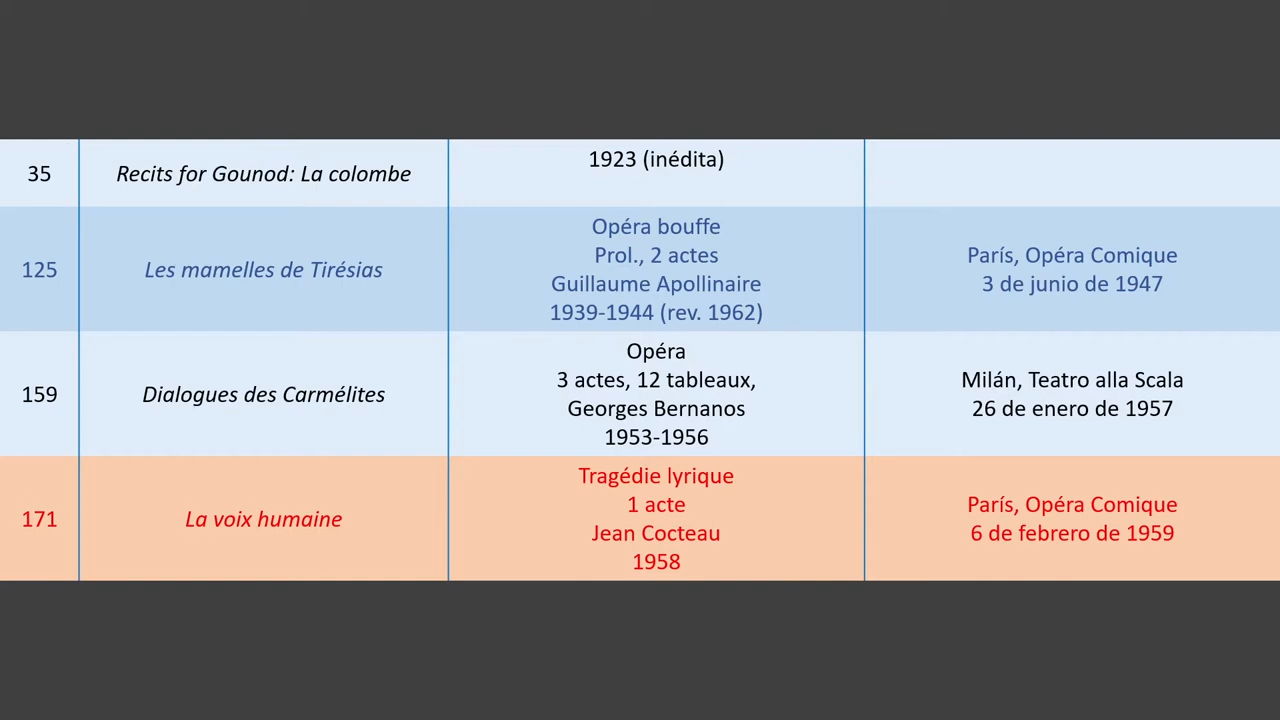 35
Recits for Gounod: La colombe
1923 (inédita)
125
Les mamelles de Tirésias
Opéra bouffe
Prol., 2 actes
Guillaume Apollinaire
1939-1944 (rev. 1962)
París, Opéra Comique
3 de junio de 1947
159
Dialogues des Carmélites
Opéra
3 actes, 12 tableaux,
Georges Bernanos
1953-1956
Milán, Teatro alla Scala
26 de enero de 1957
171
La voix humaine
Tragédie lyrique
1 acte
Jean Cocteau
1958
París, Opéra Comique
6 de febrero de 1959